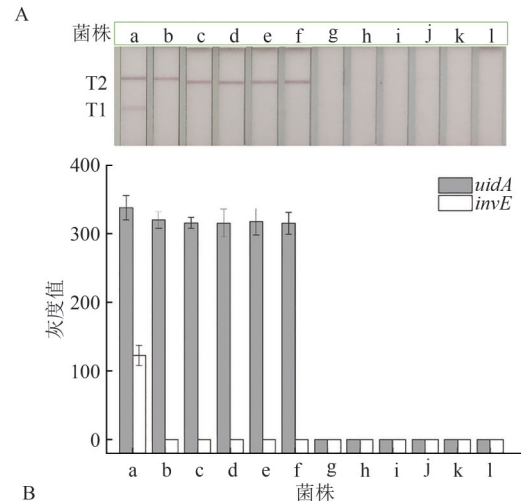 A
菌株 a b c d e f g h i j k l
T2
T1
uidA
invE
400
300
200
100
0
灰度值
a b c d e f g h i j k l
B
菌株